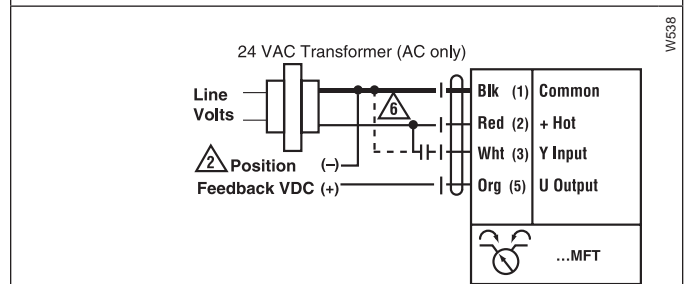 W538
24 VAC Transformer (AC only)
Line
Volts
6
2 Position (–)
Feedback VDC (+)
Blk (1) Common
Red (2) + Hot
Wht (3) Y Input
Org (5) U Output
...MFT